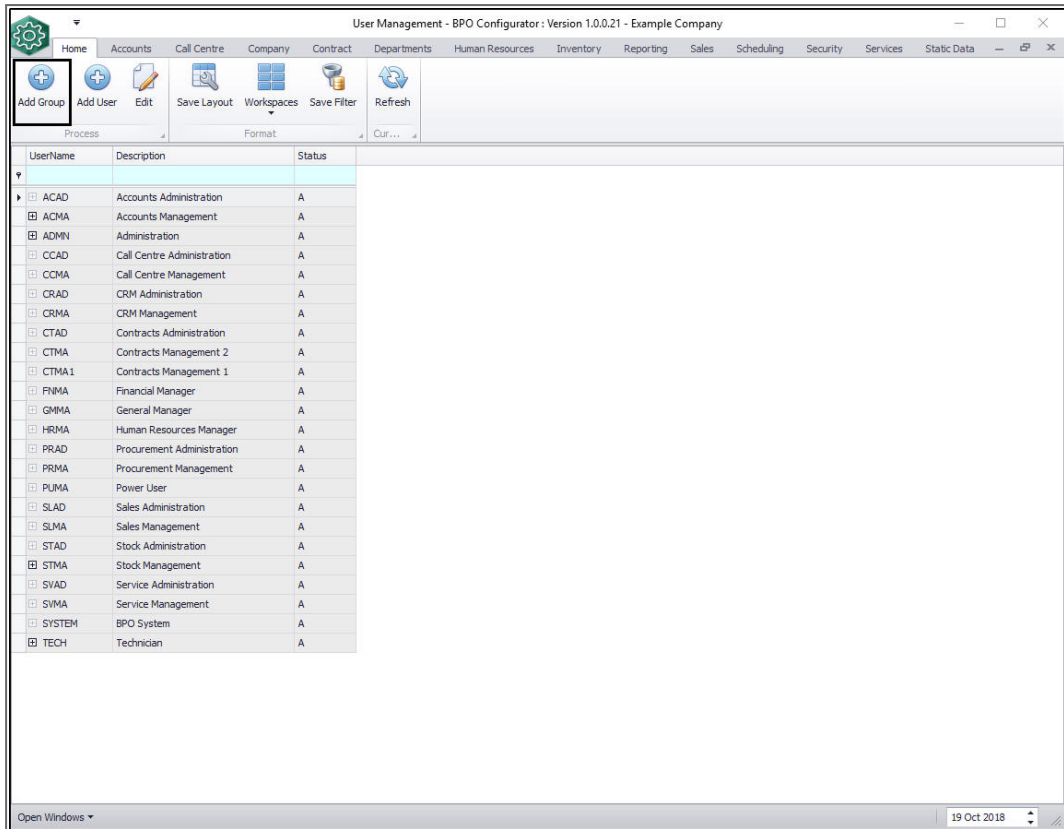 User Management - BPO Configurator : Version 1.0.0.21 - Example Company
Home Accounts Call Centre Company Contract Departments Human Resources Inventory Reporting Sales Scheduling Security Services Static Data
Add Group Add User Edit Save Layout Workspaces Save Filter Refresh
Process Format Cur...
UserName Description Status
ACAD Accounts Administration A
ACMA Accounts Management A
ADMN Administration A
CCAD Call Centre Administration A
CCMA Call Centre Management A
CRAD CRM Administration A
CRMA CRM Management A
CTAD Contracts Administration A
CTMA Contracts Management 2 A
CTMA1 Contracts Management 1 A
FNMA Financial Manager A
GMMA General Manager A
HRMA Human Resources Manager A
PRAD Procurement Administration A
PRMA Procurement Management A
PUMA Power User A
SLAD Sales Administration A
SLMA Sales Management A
STAD Stock Administration A
STMA Stock Management A
SVAD Service Administration A
SVMA Service Management A
SYSTEM BPO System A
TECH Technician A
Open Windows 19 Oct 2018